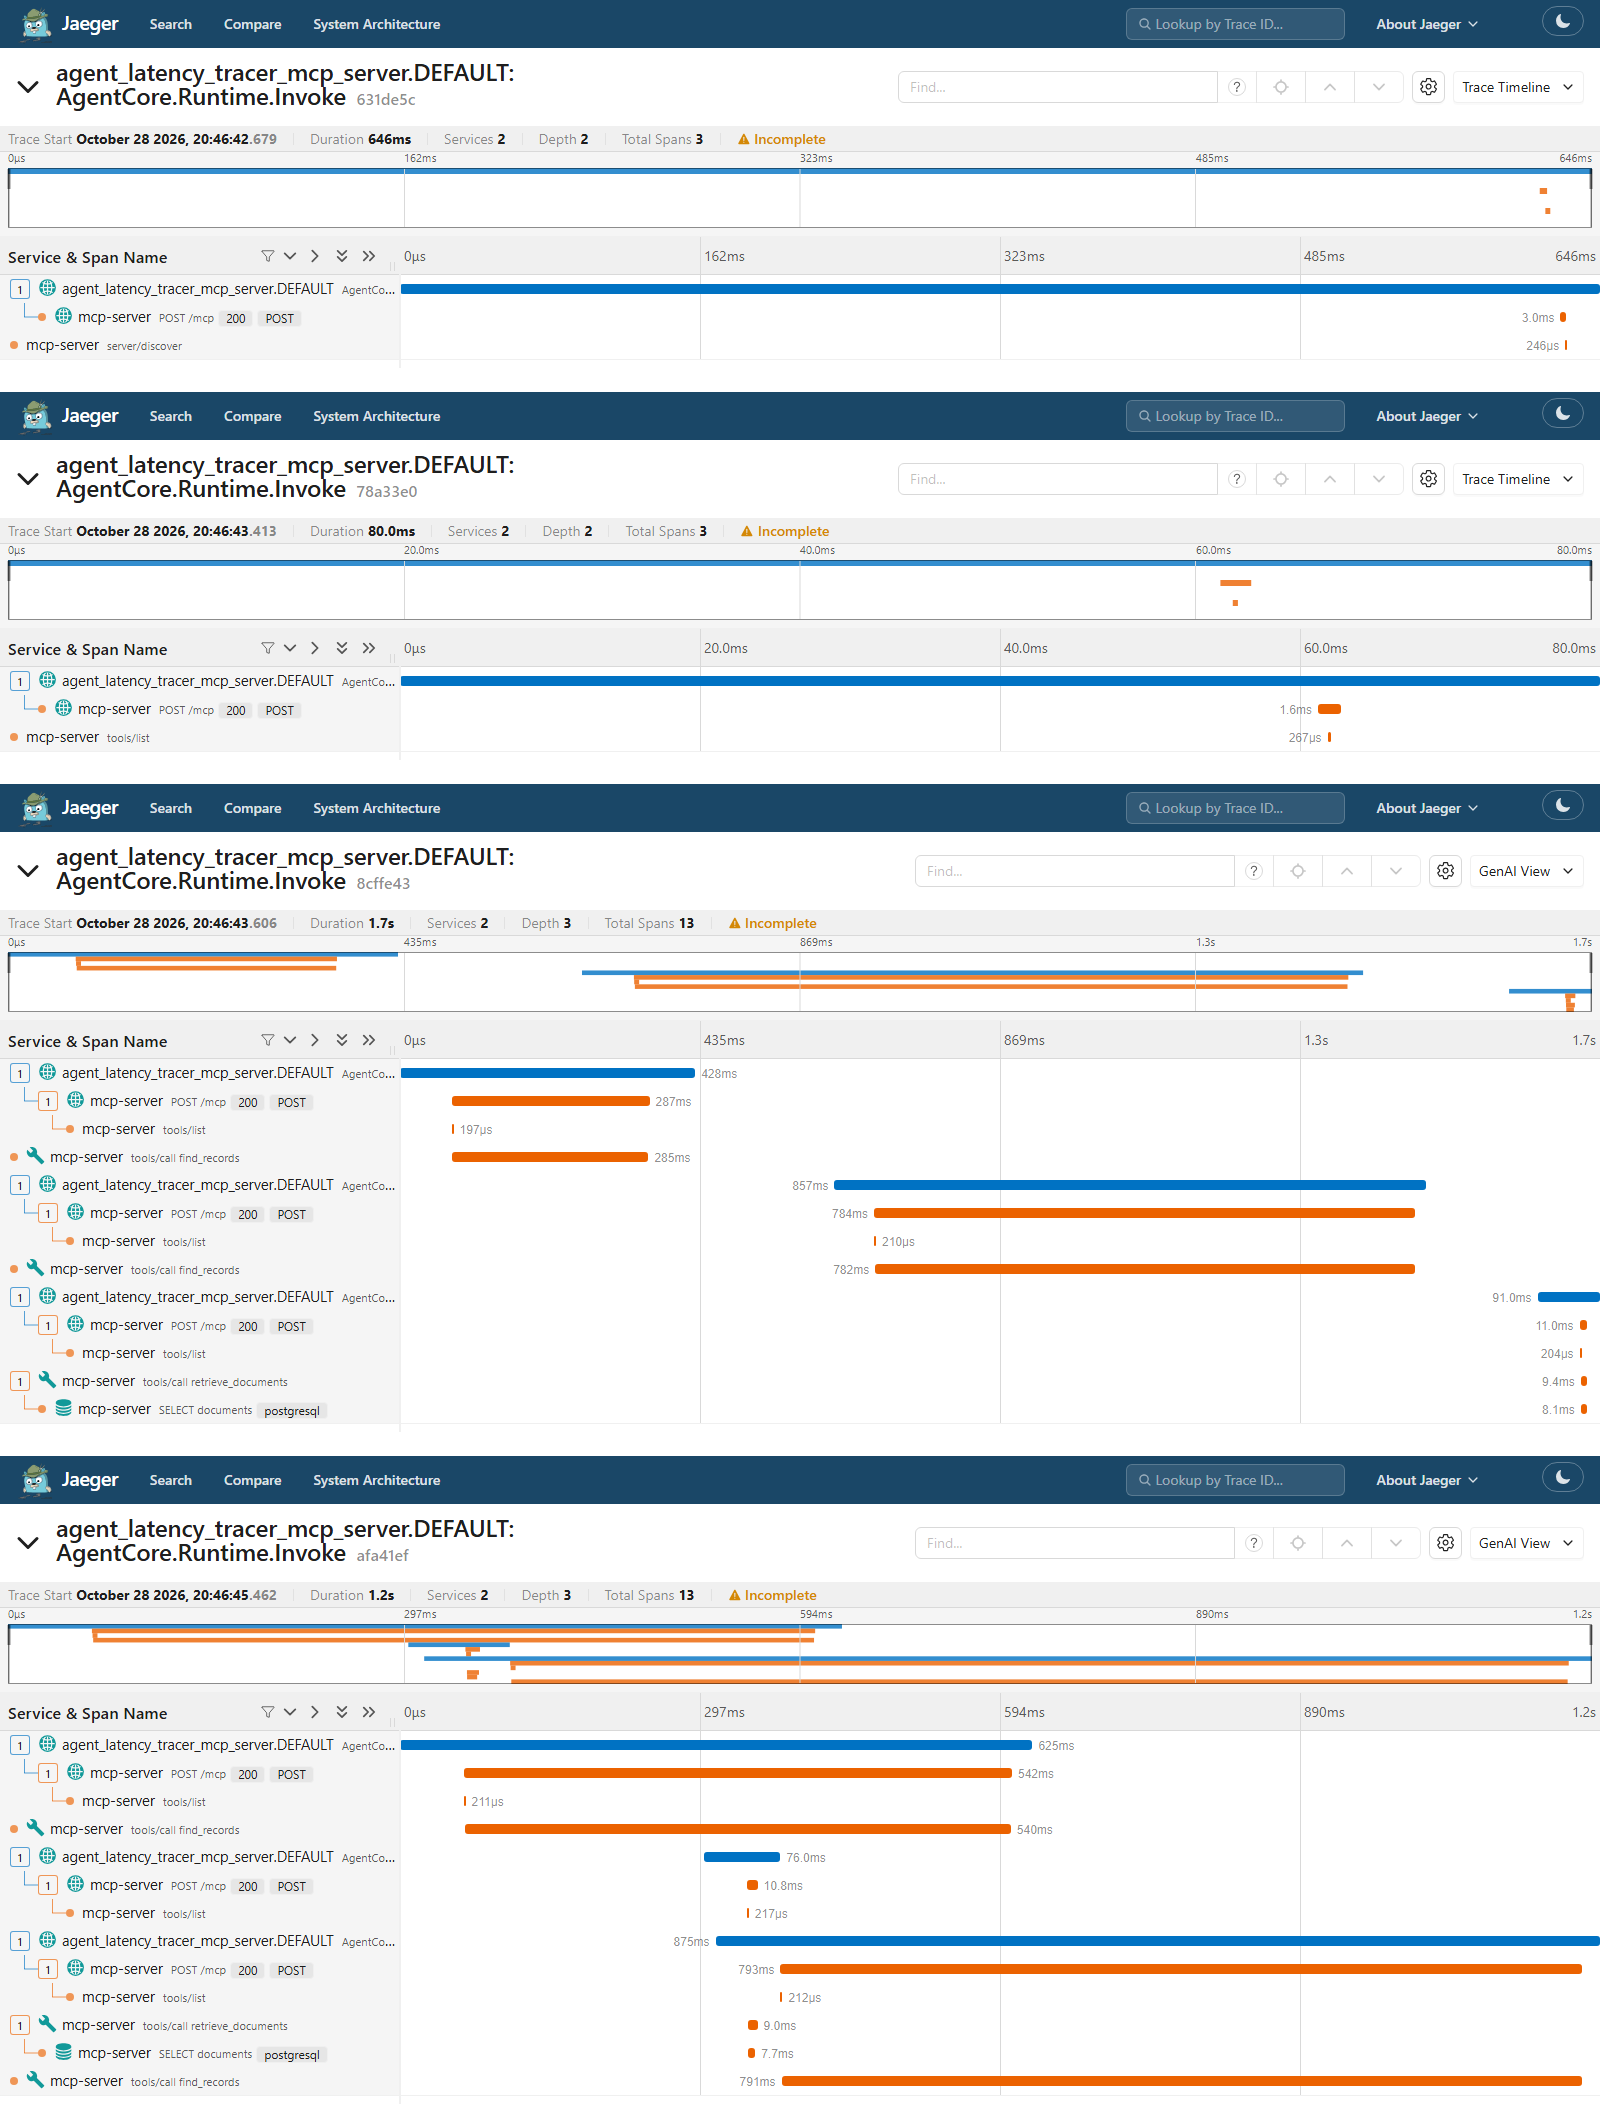 Jaeger Search Compare System Architecture Lookup by Trace ID... About Jaeger
agent_latency_tracer_mcp_server.DEFAULT:
AgentCore.Runtime.Invoke 631de5c
Find... ? Trace Timeline
Trace Start October 28 2026, 20:46:42.679 Duration 646ms Services 2 Depth 2 Total Spans 3 Incomplete
0μs 162ms 323ms 485ms 646ms
Service & Span Name 0μs 162ms 323ms 485ms 646ms
1 agent_latency_tracer_mcp_server.DEFAULT AgentCo...
mcp-server POST /mcp 200 POST 3.0ms
mcp-server server/discover 246μs
Jaeger Search Compare System Architecture Lookup by Trace ID... About Jaeger
agent_latency_tracer_mcp_server.DEFAULT:
AgentCore.Runtime.Invoke 78a33e0
Find... ? Trace Timeline
Trace Start October 28 2026, 20:46:43.413 Duration 80.0ms Services 2 Depth 2 Total Spans 3 Incomplete
0μs 20.0ms 40.0ms 60.0ms 80.0ms
Service & Span Name 0μs 20.0ms 40.0ms 60.0ms 80.0ms
1 agent_latency_tracer_mcp_server.DEFAULT AgentCo...
mcp-server POST /mcp 200 POST 1.6ms
mcp-server tools/list 267μs
Jaeger Search Compare System Architecture Lookup by Trace ID... About Jaeger
agent_latency_tracer_mcp_server.DEFAULT:
AgentCore.Runtime.Invoke 8cffe43
Find... ? GenAI View
Trace Start October 28 2026, 20:46:43.606 Duration 1.7s Services 2 Depth 3 Total Spans 13 Incomplete
0μs 435ms 869ms 1.3s 1.7s
Service & Span Name 0μs 435ms 869ms 1.3s 1.7s
1 agent_latency_tracer_mcp_server.DEFAULT AgentCo... 428ms
1 mcp-server POST /mcp 200 POST 287ms
mcp-server tools/list 197μs
mcp-server tools/call find_records 285ms
1 agent_latency_tracer_mcp_server.DEFAULT AgentCo... 857ms
1 mcp-server POST /mcp 200 POST 784ms
mcp-server tools/list 210μs
mcp-server tools/call find_records 782ms
1 agent_latency_tracer_mcp_server.DEFAULT AgentCo... 91.0ms
1 mcp-server POST /mcp 200 POST 11.0ms
mcp-server tools/list 204μs
1 mcp-server tools/call retrieve_documents 9.4ms
mcp-server SELECT documents postgresql 8.1ms
Jaeger Search Compare System Architecture Lookup by Trace ID... About Jaeger
agent_latency_tracer_mcp_server.DEFAULT:
AgentCore.Runtime.Invoke afa41ef
Find... ? GenAI View
Trace Start October 28 2026, 20:46:45.462 Duration 1.2s Services 2 Depth 3 Total Spans 13 Incomplete
0μs 297ms 594ms 890ms 1.2s
Service & Span Name 0μs 297ms 594ms 890ms 1.2s
1 agent_latency_tracer_mcp_server.DEFAULT AgentCo... 625ms
1 mcp-server POST /mcp 200 POST 542ms
mcp-server tools/list 211μs
mcp-server tools/call find_records 540ms
1 agent_latency_tracer_mcp_server.DEFAULT AgentCo... 76.0ms
1 mcp-server POST /mcp 200 POST 10.8ms
mcp-server tools/list 217μs
1 agent_latency_tracer_mcp_server.DEFAULT AgentCo... 875ms
1 mcp-server POST /mcp 200 POST 793ms
mcp-server tools/list 212μs
1 mcp-server tools/call retrieve_documents 9.0ms
mcp-server SELECT documents postgresql 7.7ms
mcp-server tools/call find_records 791ms